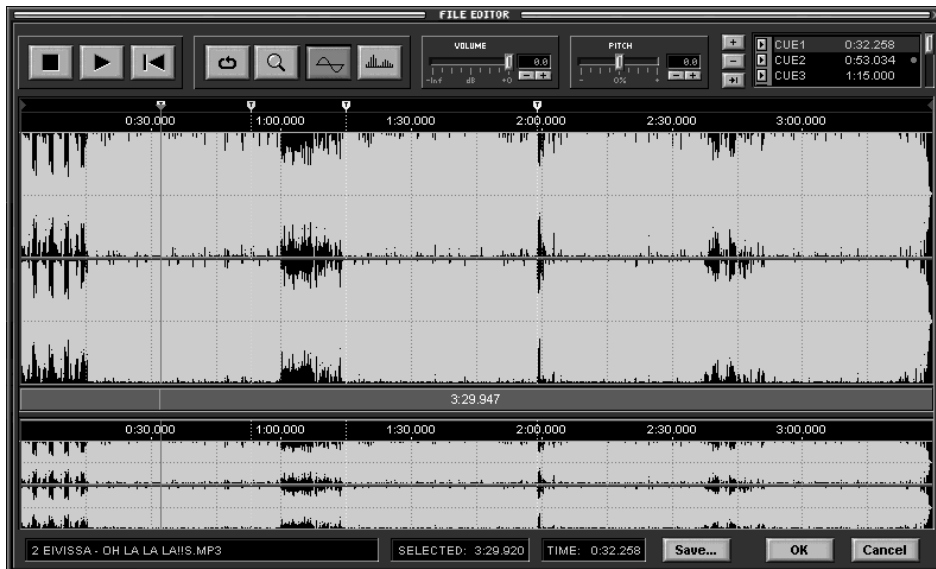 FILE EDITOR
VOLUME
0.0
-Inf dB +0
PITCH
0.0
- 0% +
CUE1 0:32.258
CUE2 0:53.034
CUE3 1:15.000
0:30.000 1:00.000 1:30.000 2:00.000 2:30.000 3:00.000
3:29.947
0:30.000 1:00.000 1:30.000 2:00.000 2:30.000 3:00.000
2 EIVISSA - OH LA LA LA!!S.MP3
SELECTED: 3:29.920
TIME: 0:32.258
Save...
OK
Cancel